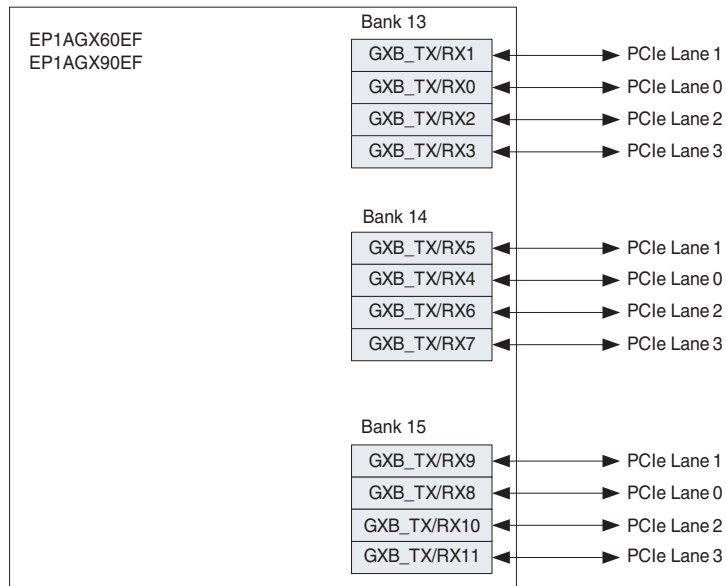 EP1AGX60EF
EP1AGX90EF
Bank 13
GXB_TX/RX1 PCIe Lane 1
GXB_TX/RX0 PCIe Lane 0
GXB_TX/RX2 PCIe Lane 2
GXB_TX/RX3 PCIe Lane 3
Bank 14
GXB_TX/RX5 PCIe Lane 1
GXB_TX/RX4 PCIe Lane 0
GXB_TX/RX6 PCIe Lane 2
GXB_TX/RX7 PCIe Lane 3
Bank 15
GXB_TX/RX9 PCIe Lane 1
GXB_TX/RX8 PCIe Lane 0
GXB_TX/RX10 PCIe Lane 2
GXB_TX/RX11 PCIe Lane 3